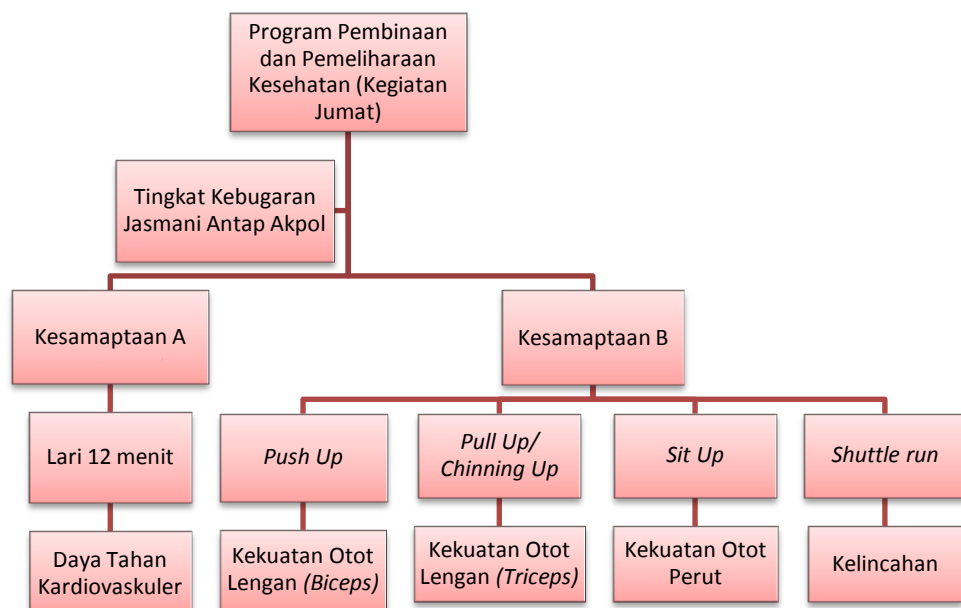 Program Pembinaan
dan Pemeliharaan
Kesehatan (Kegiatan
Jumat)
Tingkat Kebugaran
Jasmani Antap Akpol
Kesamaptaan A
Kesamaptaan B
Lari 12 menit
Push Up
Pull Up/
Chinning Up
Sit Up
Shuttle run
Daya Tahan
Kardiovaskuler
Kekuatan Otot
Lengan (Biceps)
Kekuatan Otot
Lengan (Triceps)
Kekuatan Otot
Perut
Kelincahan